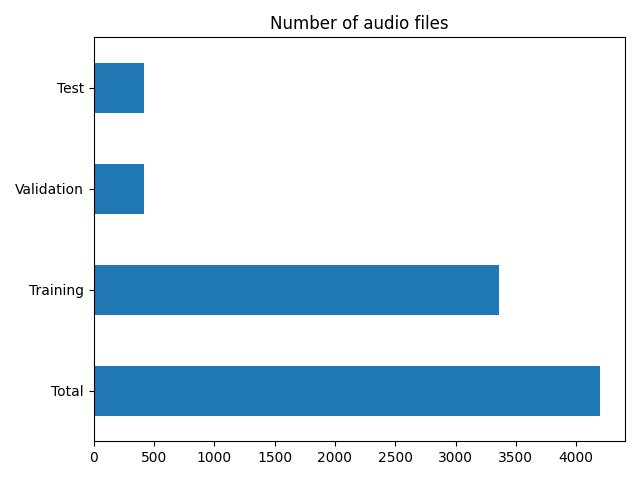 Number of audio files
Test
Validation
Training
Total
0 500 1000 1500 2000 2500 3000 3500 4000